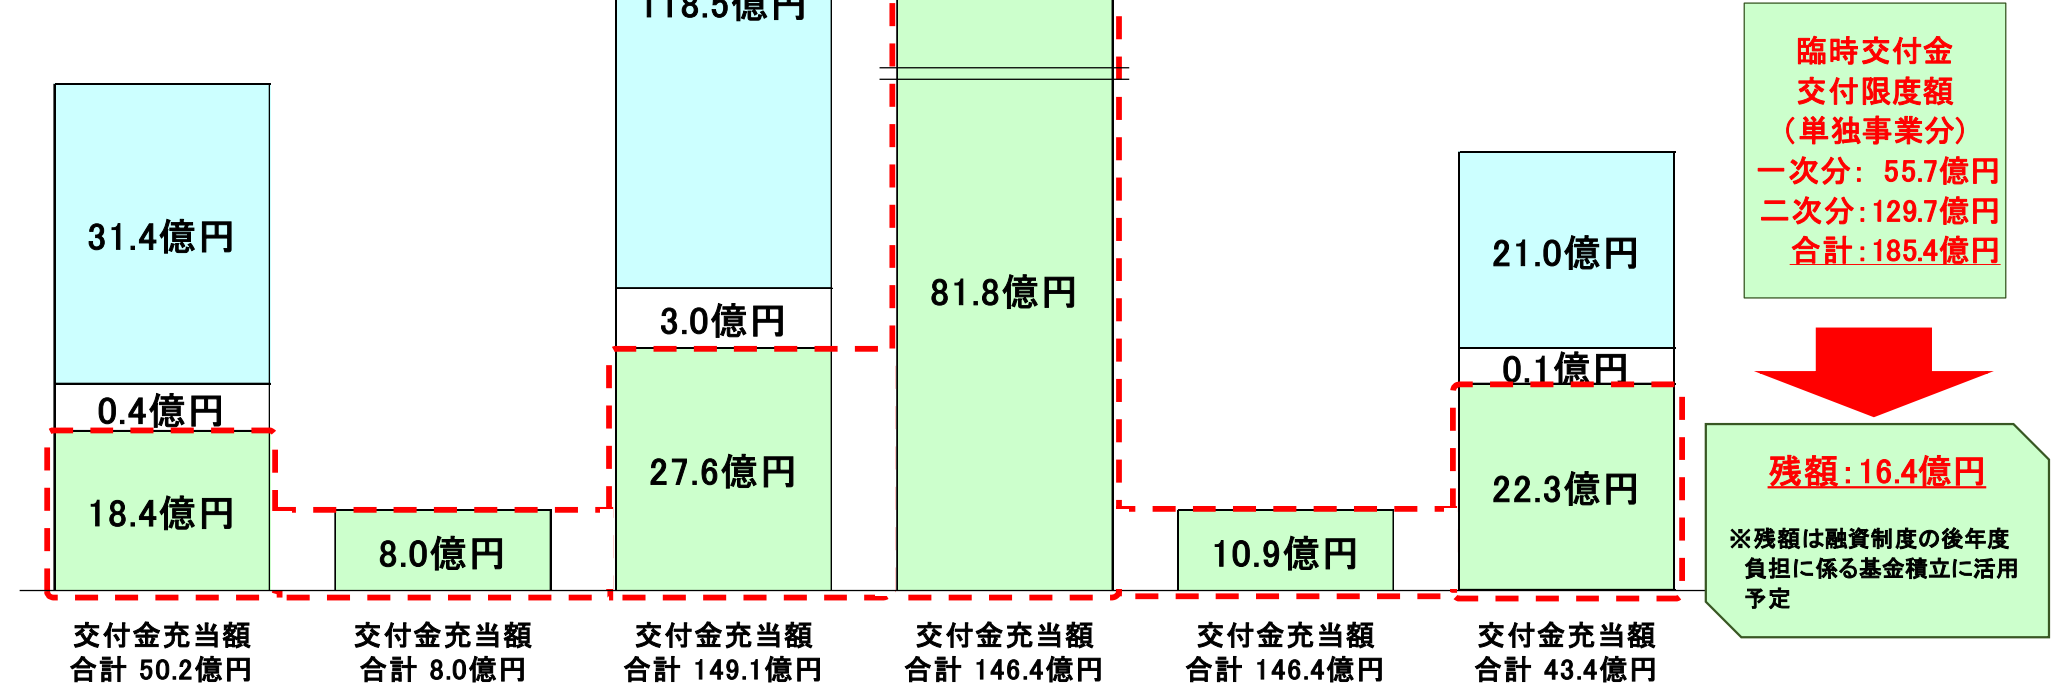 118.5億円
31.4億円
0.4億円
18.4億円
8.0億円
3.0億円
27.6億円
81.8億円
10.9億円
21.0億円
0.1億円
22.3億円
交付金充当額
合計 50.2億円
交付金充当額
合計 8.0億円
交付金充当額
合計 149.1億円
交付金充当額
合計 146.4億円
交付金充当額
合計 146.4億円
交付金充当額
合計 43.4億円
臨時交付金
交付限度額
（単独事業分）
一次分： 55.7億円
二次分：129.7億円
合計：185.4億円
残額：16.4億円
※残額は融資制度の後年度
負担に係る基金積立に活用
予定